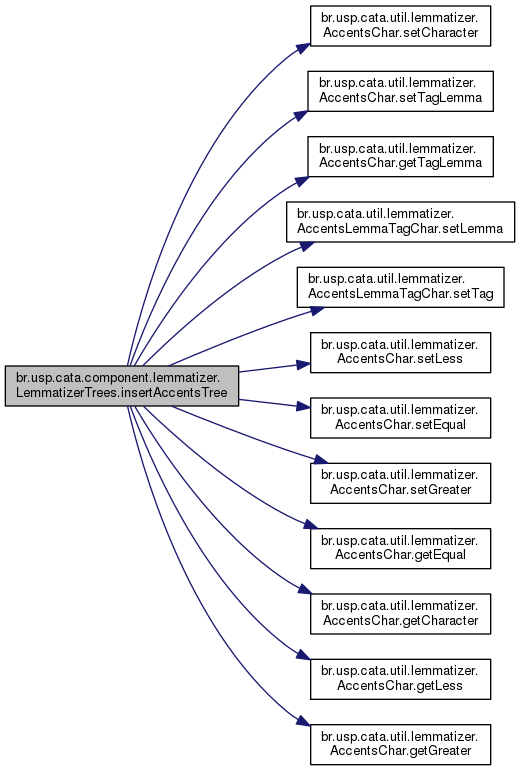 br.usp.cata.util.lemmatizer.
AccentsChar.setCharacter
br.usp.cata.util.lemmatizer.
AccentsChar.setTagLemma
br.usp.cata.util.lemmatizer.
AccentsChar.getTagLemma
br.usp.cata.util.lemmatizer.
AccentsLemmaTagChar.setLemma
br.usp.cata.util.lemmatizer.
AccentsLemmaTagChar.setTag
br.usp.cata.util.lemmatizer.
AccentsChar.setLess
br.usp.cata.component.lemmatizer.
LemmatizerTrees.insertAccentsTree
br.usp.cata.util.lemmatizer.
AccentsChar.setEqual
br.usp.cata.util.lemmatizer.
AccentsChar.setGreater
br.usp.cata.util.lemmatizer.
AccentsChar.getEqual
br.usp.cata.util.lemmatizer.
AccentsChar.getCharacter
br.usp.cata.util.lemmatizer.
AccentsChar.getLess
br.usp.cata.util.lemmatizer.
AccentsChar.getGreater